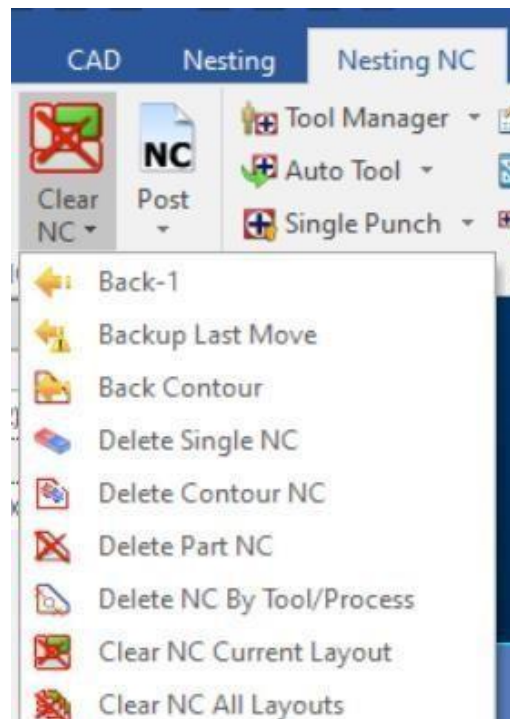 CAD Nesting Nesting NC
Clear
NC
NC
Post
Tool Manager
Auto Tool
Single Punch
Back-1
Backup Last Move
Back Contour
Delete Single NC
Delete Contour NC
Delete Part NC
Delete NC By Tool/Process
Clear NC Current Layout
Clear NC All Layouts